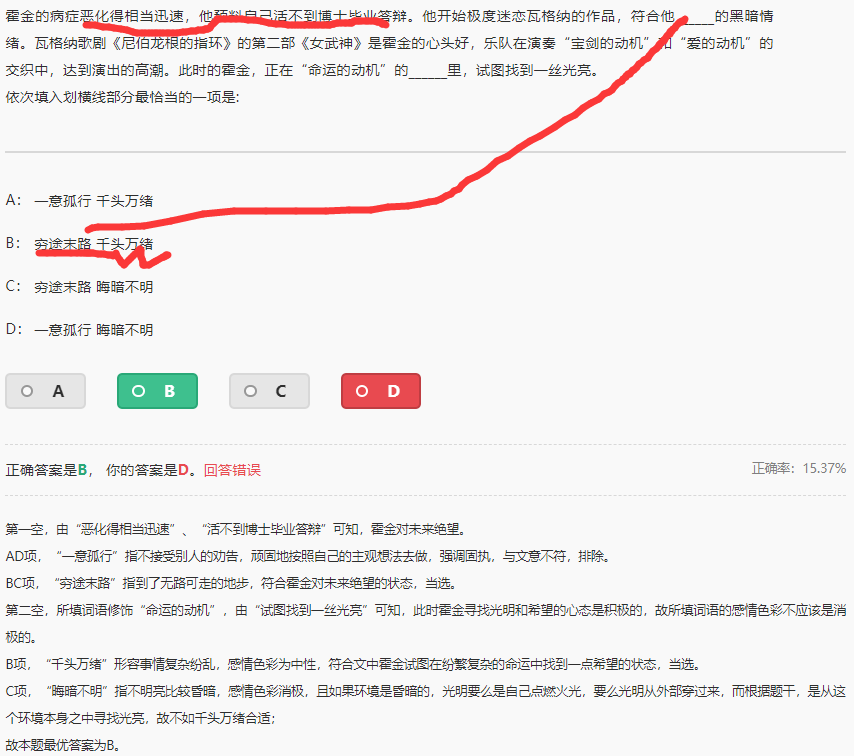 霍金的病症恶化得相当迅速，他预料自己活不到博士毕业答辩。他开始极度迷恋瓦格纳的作品，符合他______的黑暗情
绪。瓦格纳歌剧《尼伯龙根的指环》的第二部《女武神》是霍金的心头好，乐队在演奏“宝剑的动机”和“爱的动机”的
交织中，达到演出的高潮。此时的霍金，正在“命运的动机”的______里，试图找到一丝光亮。
依次填入划横线部分最恰当的一项是:
A： 一意孤行 千头万绪
B： 穷途末路 千头万绪
C： 穷途末路 晦暗不明
D： 一意孤行 晦暗不明
A B C D
正确答案是B， 你的答案是D。回答错误 正确率：15.37%
第一空，由“恶化得相当迅速”、“活不到博士毕业答辩”可知，霍金对未来绝望。
AD项，“一意孤行”指不接受别人的劝告，顽固地按照自己的主观想法去做，强调固执，与文意不符，排除。
BC项，“穷途末路”指到了无路可走的地步，符合霍金对未来绝望的状态，当选。
第二空，所填词语修饰“命运的动机”，由“试图找到一丝光亮”可知，此时霍金寻找光明和希望的心态是积极的，故所填词语的感情色彩不应该是消
极的。
B项，“千头万绪”形容事情复杂纷乱，感情色彩为中性，符合文中霍金试图在纷繁复杂的命运中找到一点希望的状态，当选。
C项，“晦暗不明”指不明亮比较昏暗，感情色彩消极，且如果环境是昏暗的，光明要么是自己点燃火光，要么光明从外部穿过来，而根据题干，是从这
个环境本身之中寻找光亮，故不如千头万绪合适；
故本题最优答案为B。